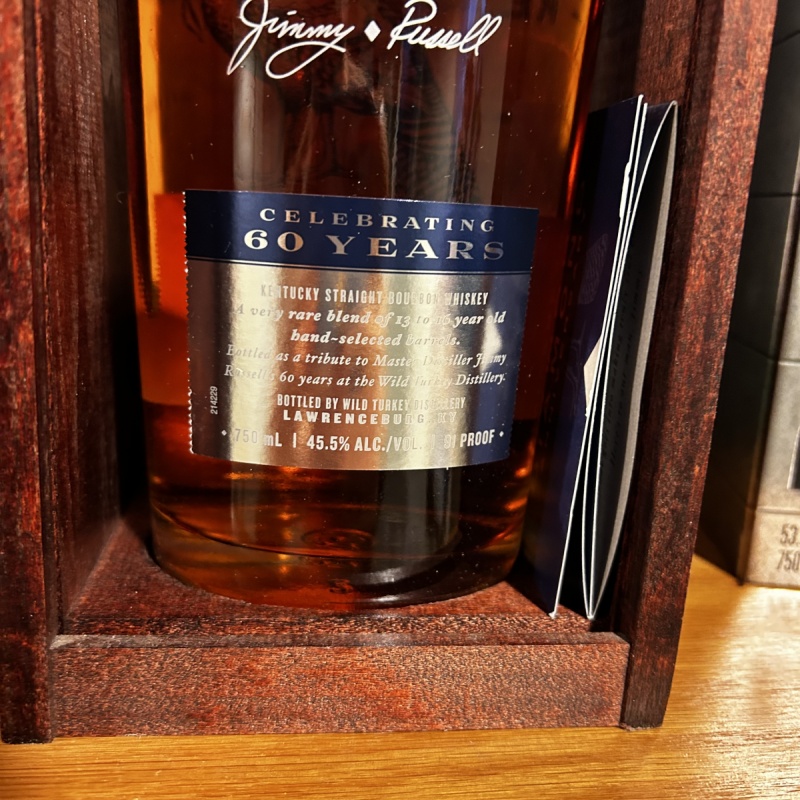 Jimmy ♦ Russell
CELEBRATING
60 YEARS
KENTUCKY STRAIGHT BOURBON WHISKEY
A very rare blend of 13 to 16 year old
hand-selected barrels.
Bottled as a tribute to Master Distiller Jimmy
Russell's 60 years at the Wild Turkey Distillery.
BOTTLED BY WILD TURKEY DISTILLERY
LAWRENCEBURG, KY
• 750 mL | 45.5% ALC./VOL. | 91 PROOF •
214229
53.
750